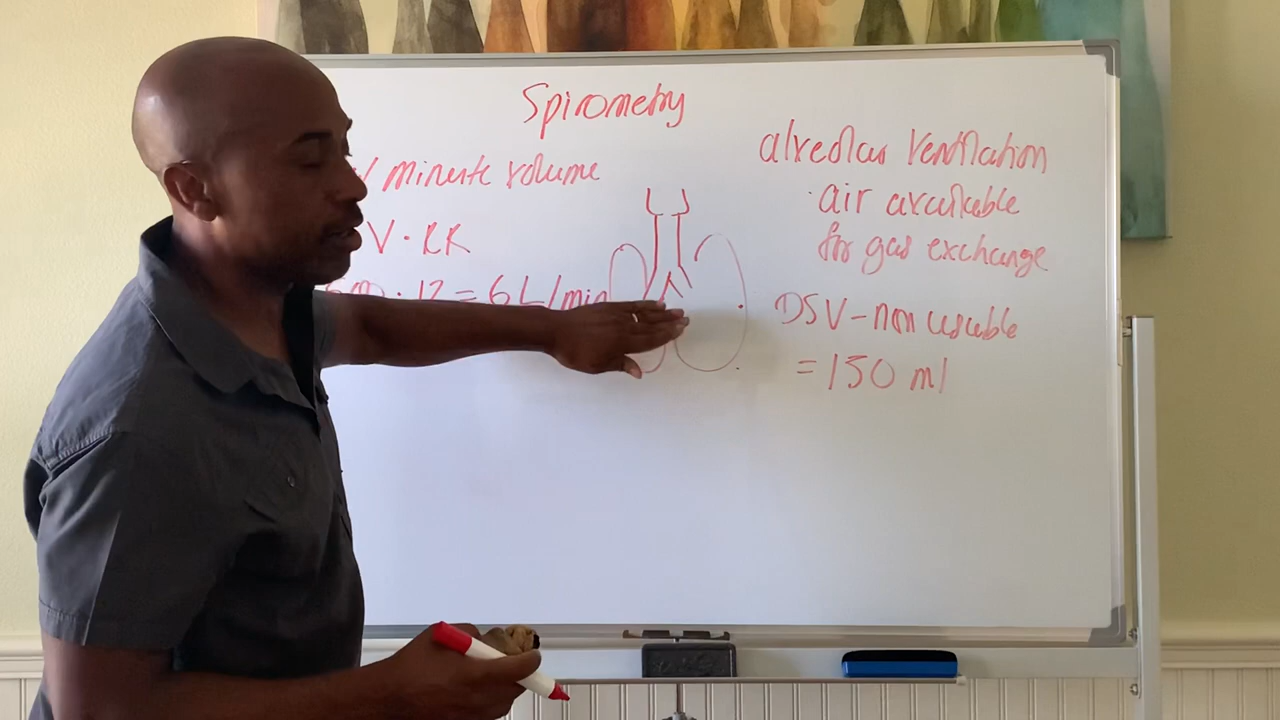 Spirometry
minute volume
V · RR
· 12 = 6 L/min
alveolar Ventilation
· air available
for gas exchange
DSV - non usable
= 150 ml